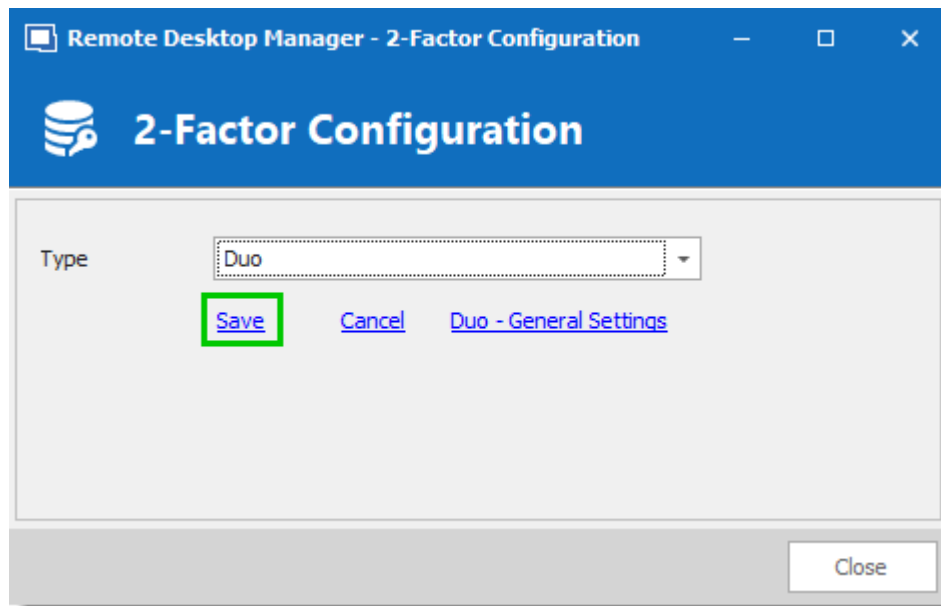 Remote Desktop Manager - 2-Factor Configuration
2-Factor Configuration
Type Duo
Save Cancel Duo - General Settings
Close